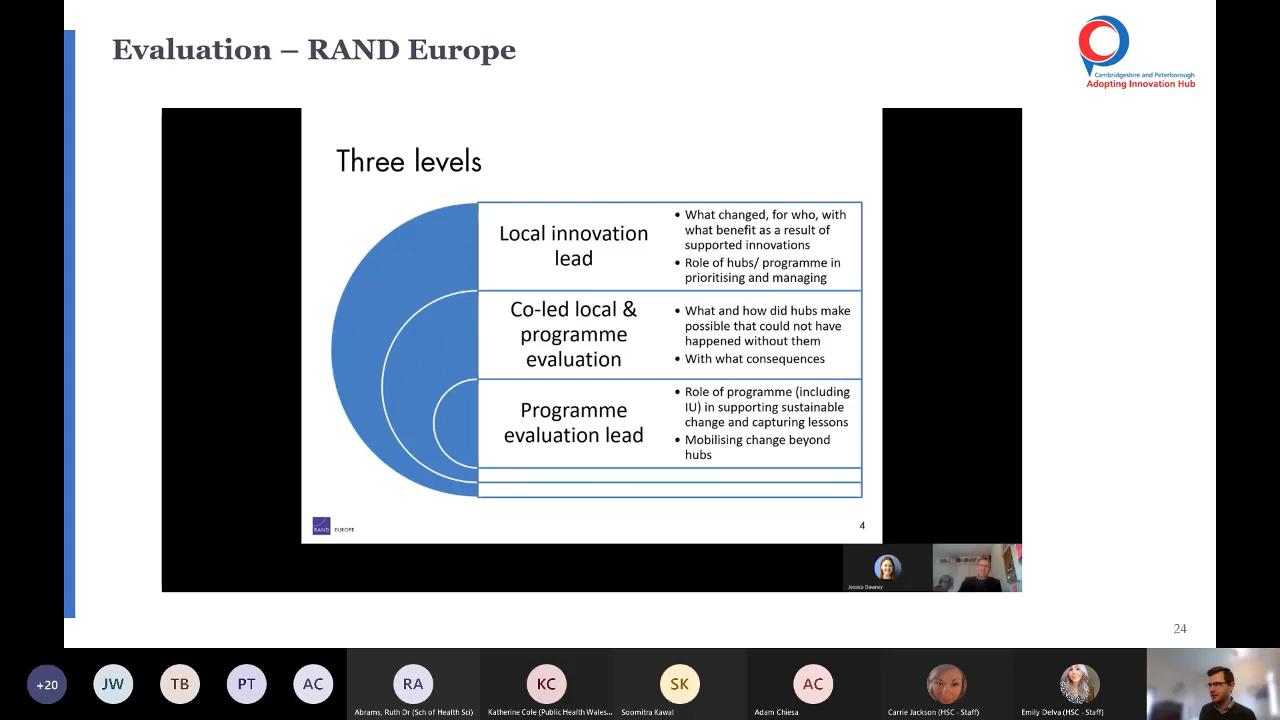 Evaluation – RAND Europe
Cambridgeshire and Peterborough
Adopting Innovation Hub
Three levels
Local innovation
lead
• What changed, for who, with
what benefit as a result of
supported innovations
• Role of hubs/ programme in
prioritising and managing
Co-led local &
programme
evaluation
• What and how did hubs make
possible that could not have
happened without them
• With what consequences
Programme
evaluation lead
• Role of programme (including
IU) in supporting sustainable
change and capturing lessons
• Mobilising change beyond
hubs
RAND EUROPE
4
Jessica Dawney
24
+20
JW
TB
PT
AC
RA
KC
SK
AC
Abrams, Ruth Dr (Sch of Health Sci)
Katherine Cole (Public Health Wales...
Soomitra Kawal
Adam Chiesa
Carrie Jackson (HSC - Staff)
Emily Delva (HSC - Staff)